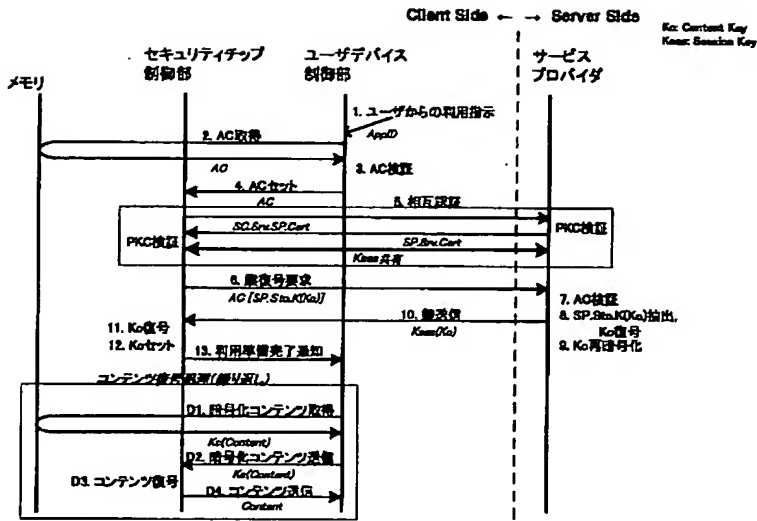 Client Side ← → Server Side
Kc: Content Key
Kses: Session Key
メモリ
セキュリティチップ
制御部
ユーザデバイス
制御部
サービス
プロバイダ
1. ユーザからの利用指示
AppID
2. AC取得
AC
3. AC検証
4. ACセット
AC
5. 相互認証
SC.Srv.SP.Cert
SP.Srv.Cert
Kses共有
PKC検証
PKC検証
6. 鍵復号要求
AC [SP.Sto.K(Kc)]
7. AC検証
8. SP.Sto.K(Kc)抽出,
Kc復号
9. Kc再暗号化
10. 鍵送信
Kses(Kc)
11. Kc復号
12. Kcセット
13. 利用準備完了通知
コンテンツ復号処理(繰り返し)
D1. 暗号化コンテンツ取得
Kc(Content)
D2. 暗号化コンテンツ送信
Kc(Content)
D3. コンテンツ復号
D4. コンテンツ送信
Content